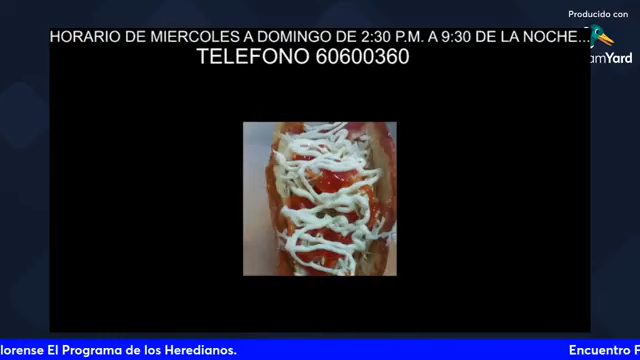 Producido con
HORARIO DE MIERCOLES A DOMINGO DE 2:30 P.M. A 9:30 DE LA NOCHE...
TELEFONO 60600360
amYard
lorense El Programa de los Heredianos.
Encuentro F